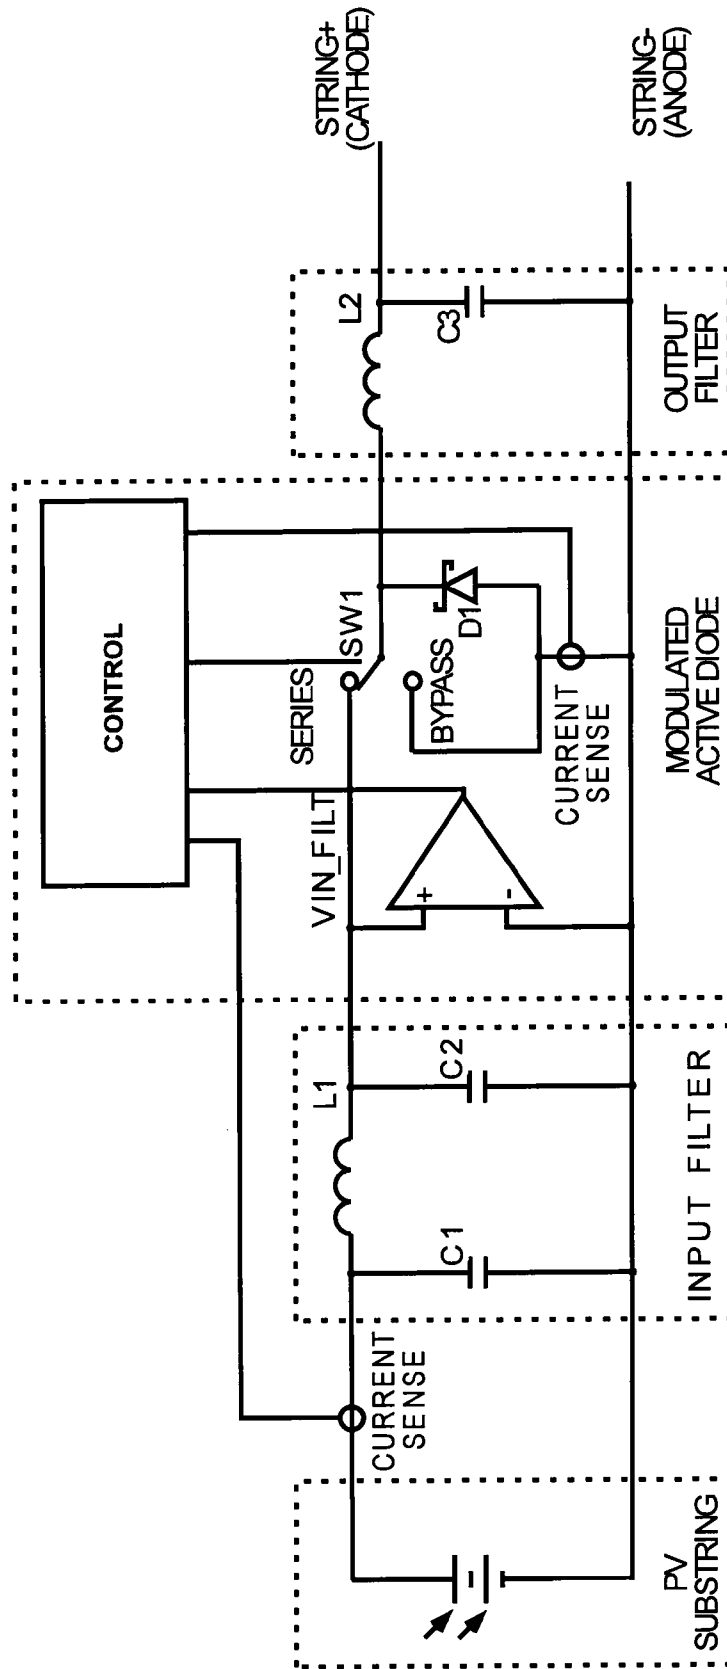 CONTROL
STRING+
(CATHODE)
STRING-
(ANODE)
L1
C1
C2
VIN_FILT
+
-
SERIES
SW1
BYPASS
D1
L2
C3
CURRENT
SENSE
CURRENT
SENSE
PV
SUBSTRING
INPUT FILTER
MODULATED
ACTIVE DIODE
OUTPUT
FILTER